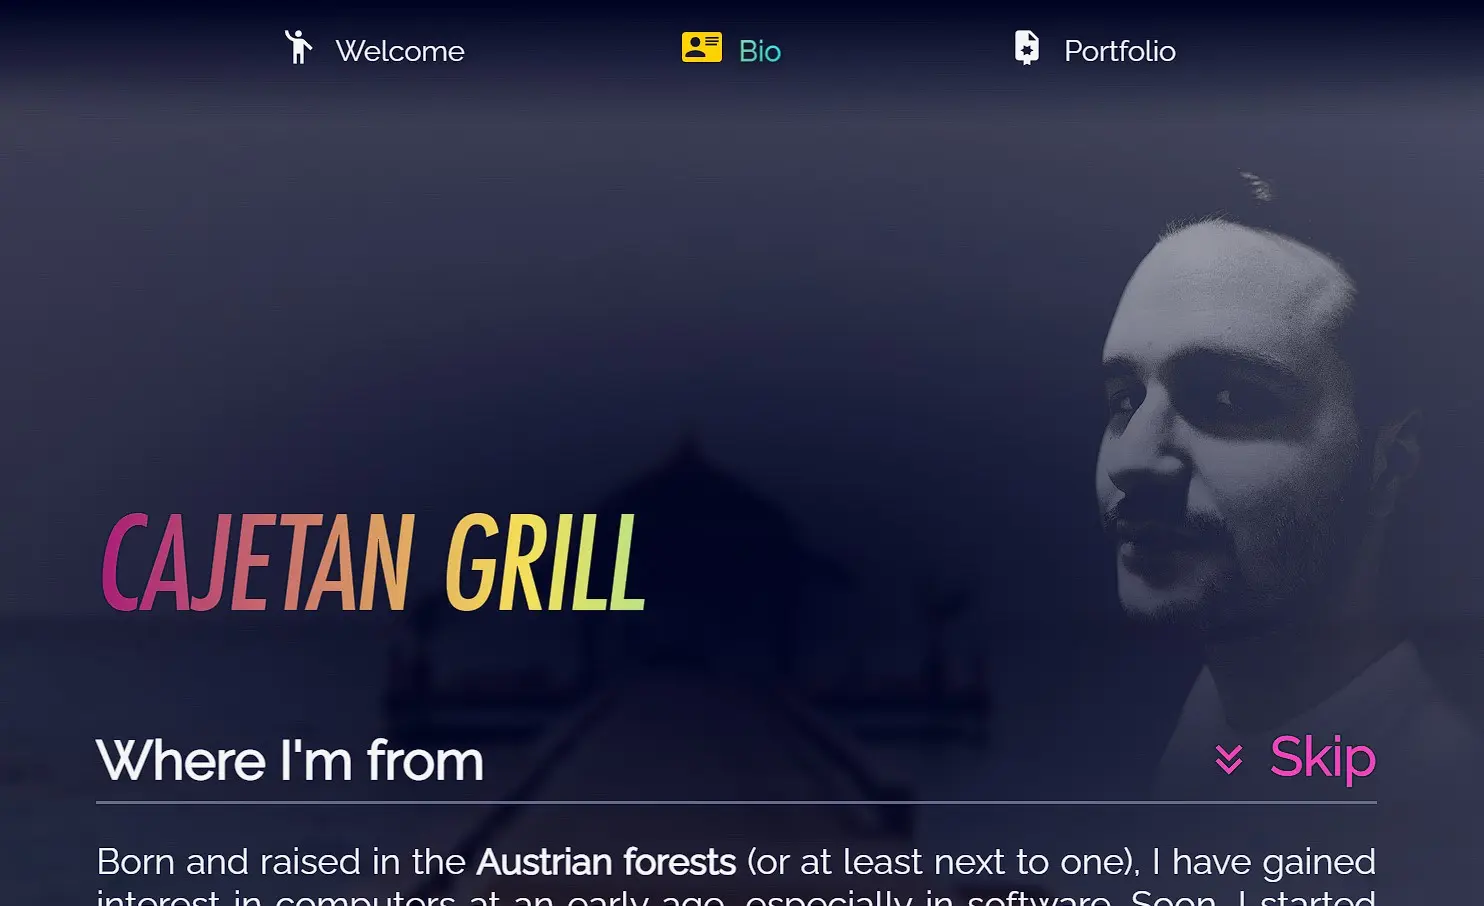 Welcome
Bio
Portfolio
CAJETAN GRILL
Where I'm from
Skip
Born and raised in the Austrian forests (or at least next to one), I have gained
interest in computers at an early age, especially in software. Soon, I started